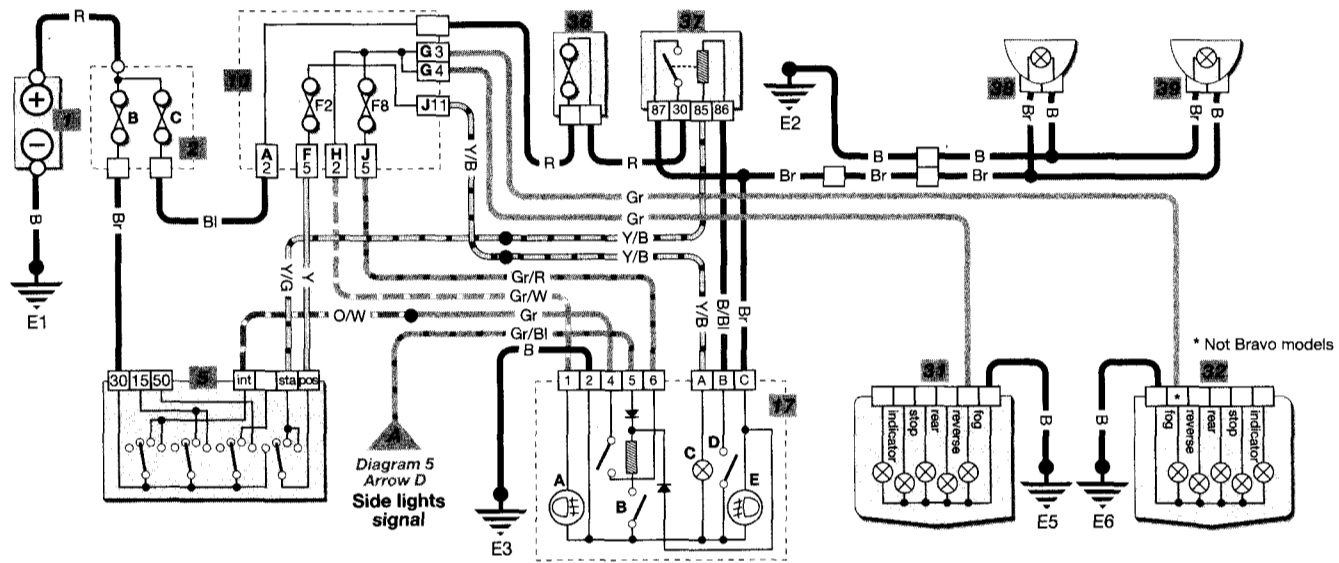 R
36
37
G 3
G 4
10
J11
F2
F8
87 30 85 86
E2
38
39
+
1
−
B
C
2
A 2
F 5
H 2
J 5
R
R
B
B
B
Br
Br
Br
Br
B
Br
B
Y/B
Gr
Gr
B
Br
Bl
Y/B
Y/B
Y/G
Y
Gr/R
Gr/W
O/W
Gr
Gr/Bl
B
Y/B
B/Bl
Br
E1
* Not Bravo models
30 15 50
5
int
sta
pos
1 2 4 5 6
A B C
17
31
32
B
B
fog
reverse
rear
stop
indicator
*
fog
reverse
rear
stop
indicator
A
Diagram 5
Arrow D
Side lights
signal
A
B
C
D
E
E3
E5
E6